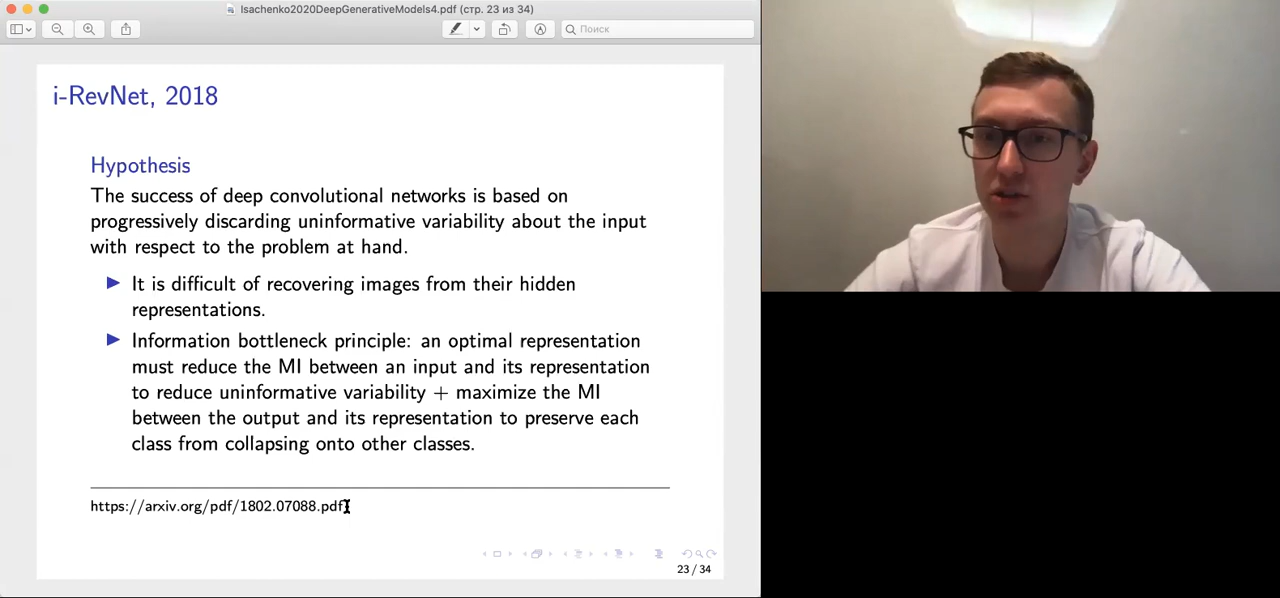 Isachenko2020DeepGenerativeModels4.pdf (стр. 23 из 34)
Поиск
i-RevNet, 2018
Hypothesis
The success of deep convolutional networks is based on
progressively discarding uninformative variability about the input
with respect to the problem at hand.
It is difficult of recovering images from their hidden
representations.
Information bottleneck principle: an optimal representation
must reduce the MI between an input and its representation
to reduce uninformative variability + maximize the MI
between the output and its representation to preserve each
class from collapsing onto other classes.
https://arxiv.org/pdf/1802.07088.pdf
23 / 34